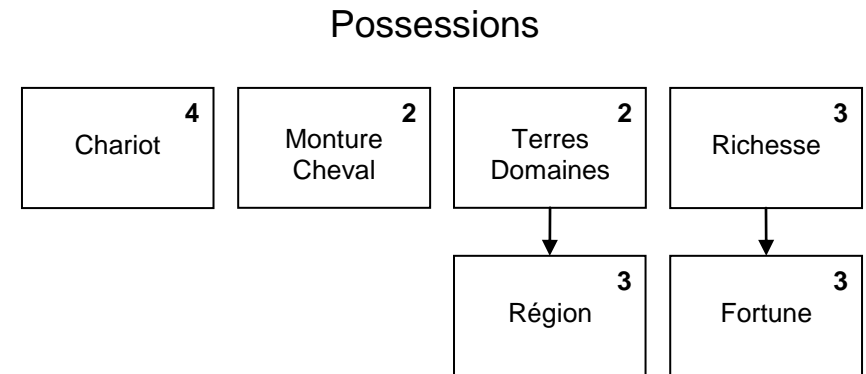 Possessions
4
Chariot
2
Monture
Cheval
2
Terres
Domaines
3
Richesse
3
Région
3
Fortune